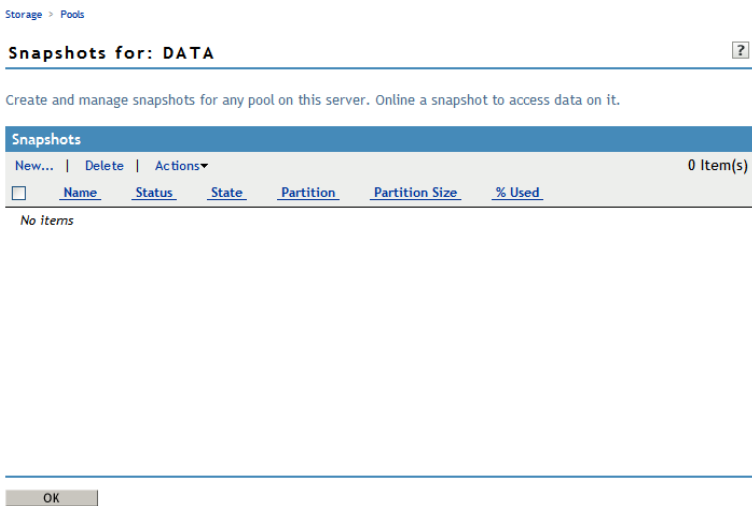 Storage > Pools
Snapshots for: DATA
?
Create and manage snapshots for any pool on this server. Online a snapshot to access data on it.
Snapshots
New... | Delete | Actions 0 Item(s)
Name Status State Partition Partition Size % Used
No items
OK